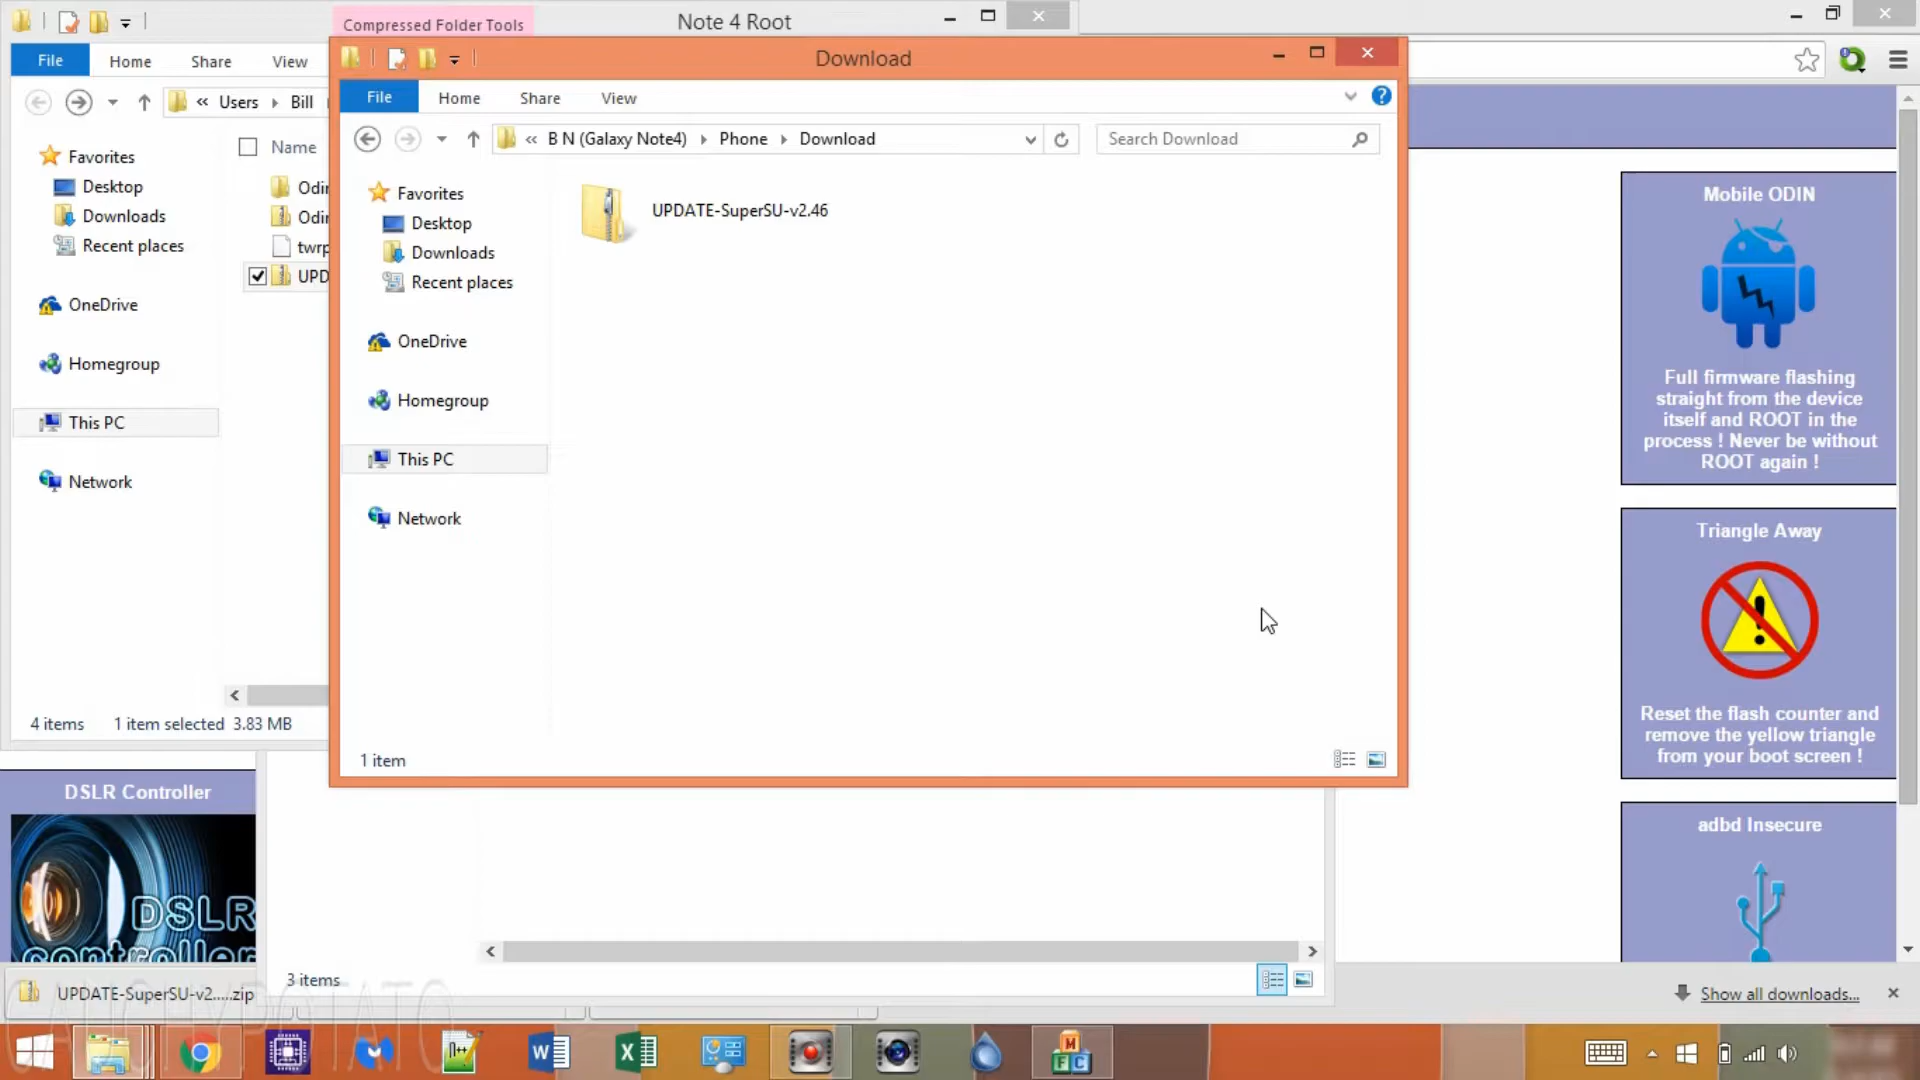 Compressed Folder Tools
Note 4 Root
File
Home
Share
View
« Users
Bill
Favorites
Desktop
Downloads
Recent places
OneDrive
Homegroup
This PC
Network
Name
4 items
1 item selected 3.83 MB
Download
File
Home
Share
View
« B N (Galaxy Note4)
Phone
Download
Search Download
Favorites
Desktop
Downloads
Recent places
OneDrive
Homegroup
This PC
Network
UPDATE-SuperSU-v2.46
1 item
Mobile ODIN
Full firmware flashing
straight from the device
itself and ROOT in the
process ! Never be without
ROOT again !
Triangle Away
Reset the flash counter and
remove the yellow triangle
from your boot screen !
adbd Insecure
DSLR Controller
DSLR
controller
3 items
UPDATE-SuperSU-v2.....zip
Show all downloads...